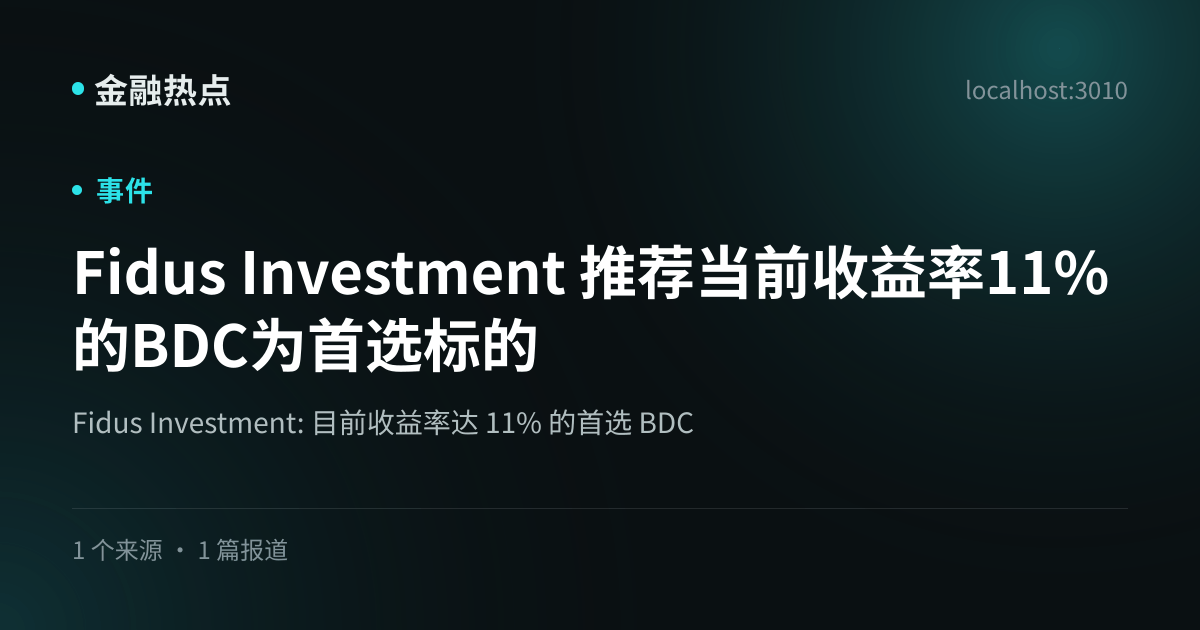 金融热点
localhost:3010
事件
Fidus Investment 推荐当前收益率11%
的BDC为首选标的
Fidus Investment: 目前收益率达 11% 的首选 BDC
1 个来源 · 1 篇报道